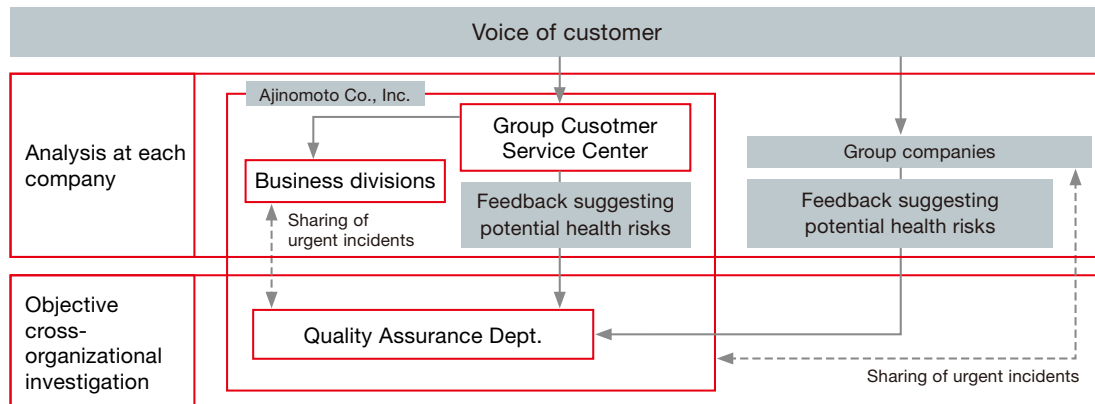 Voice of customer
Ajinomoto Co., Inc.
Analysis at each
company
Group Cusotmer
Service Center
Business divisions
Group companies
Sharing of
urgent incidents
Feedback suggesting
potential health risks
Feedback suggesting
potential health risks
Objective
cross-
organizational
investigation
Quality Assurance Dept.
Sharing of urgent incidents